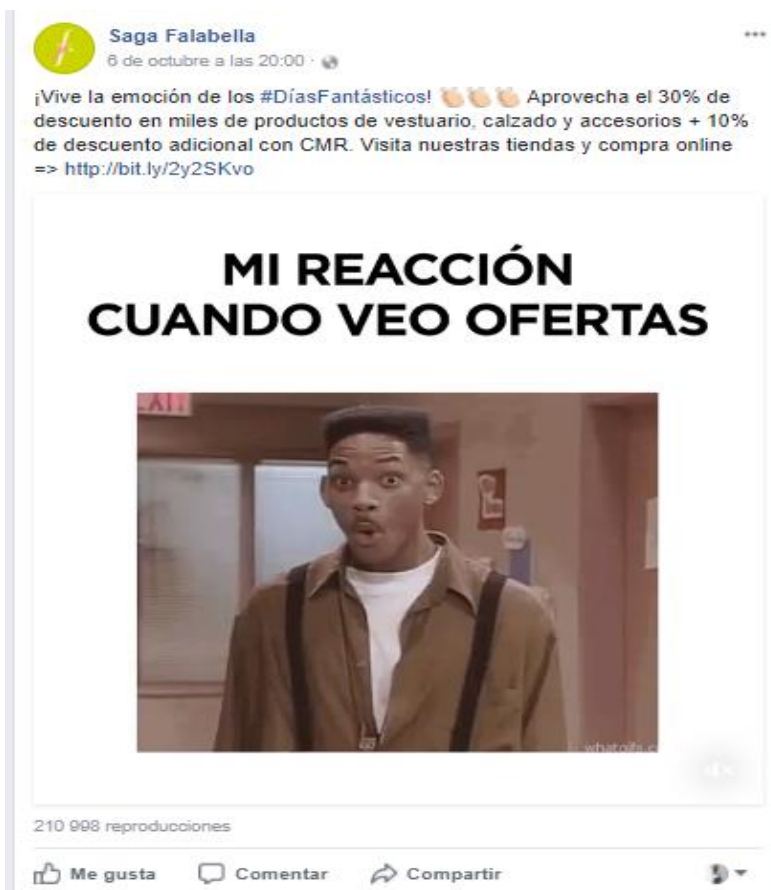 Saga Falabella
6 de octubre a las 20:00 ·
¡Vive la emoción de los #DíasFantásticos! 👏🏻👏🏻👏🏻 Aprovecha el 30% de
descuento en miles de productos de vestuario, calzado y accesorios + 10%
de descuento adicional con CMR. Visita nuestras tiendas y compra online
=> http://bit.ly/2y2SKvo
MI REACCIÓN
CUANDO VEO OFERTAS
210 998 reproducciones
Me gusta Comentar Compartir